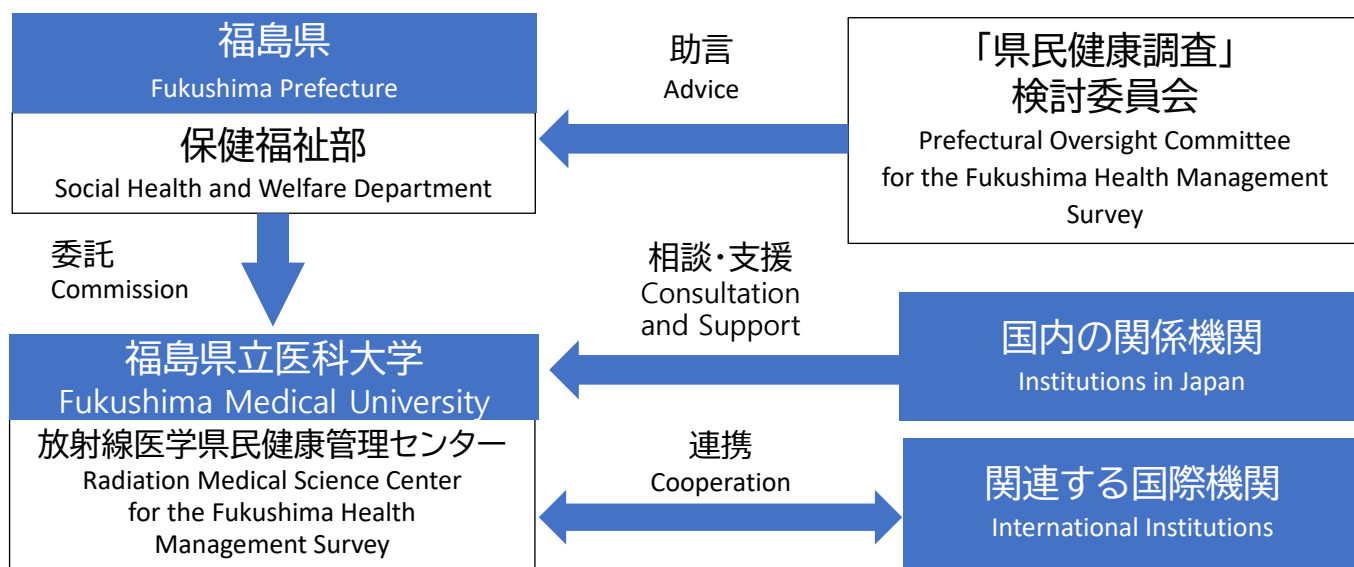 福島県
Fukushima Prefecture
保健福祉部
Social Health and Welfare Department
助言
Advice
「県民健康調査」
検討委員会
Prefectural Oversight Committee
for the Fukushima Health Management
Survey
委託
Commission
相談・支援
Consultation
and Support
国内の関係機関
Institutions in Japan
福島県立医科大学
Fukushima Medical University
放射線医学県民健康管理センター
Radiation Medical Science Center
for the Fukushima Health
Management Survey
連携
Cooperation
関連する国際機関
International Institutions